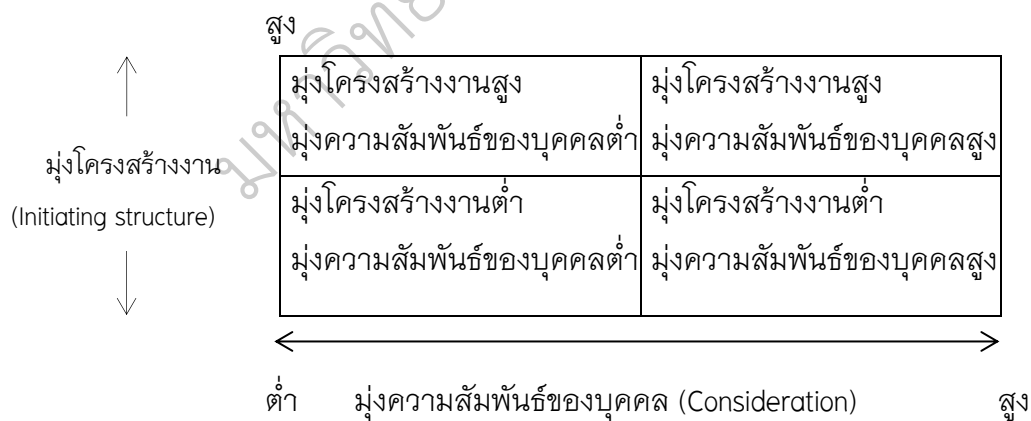 สูง
มุ่งโครงสร้างงานสูง
มุ่งความสัมพันธ์ของบุคคลต่ำ
มุ่งโครงสร้างงานสูง
มุ่งความสัมพันธ์ของบุคคลสูง
มุ่งโครงสร้างงาน
(Initiating structure)
มุ่งโครงสร้างงานต่ำ
มุ่งความสัมพันธ์ของบุคคลต่ำ
มุ่งโครงสร้างงานต่ำ
มุ่งความสัมพันธ์ของบุคคลสูง
ต่ำ มุ่งความสัมพันธ์ของบุคคล (Consideration) สูง